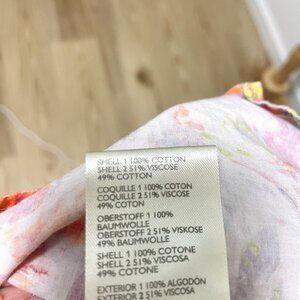 SHELL 1 100% COTTON
SHELL 2 51% VISCOSE
49% COTTON
COQUILLE 1 100% COTON
COQUILLE 2 51% VISCOSE
49% COTON
OBERSTOFF 1 100%
BAUMWOLLE
OBERSTOFF 2 51% VISKOSE
49% BAUMWOLLE
SHELL 1 100% COTONE
SHELL 2 51% VISCOSA
49% COTONE
EXTERIOR 1 100% ALGODÓN
EXTERIOR 2 51% VISCOSA